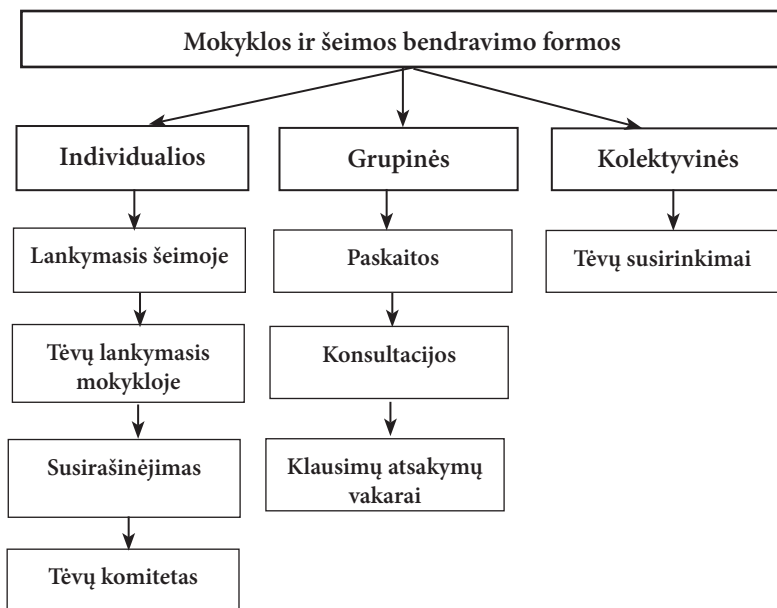 Mokyklos ir šeimos bendravimo formos
Individualios
Grupinės
Kolektyvinės
Lankymasis šeimoje
Paskaitos
Tėvų susirinkimai
Tėvų lankymasis
mokykloje
Konsultacijos
Susirašinėjimas
Klausimų atsakymų
vakarai
Tėvų komitetas